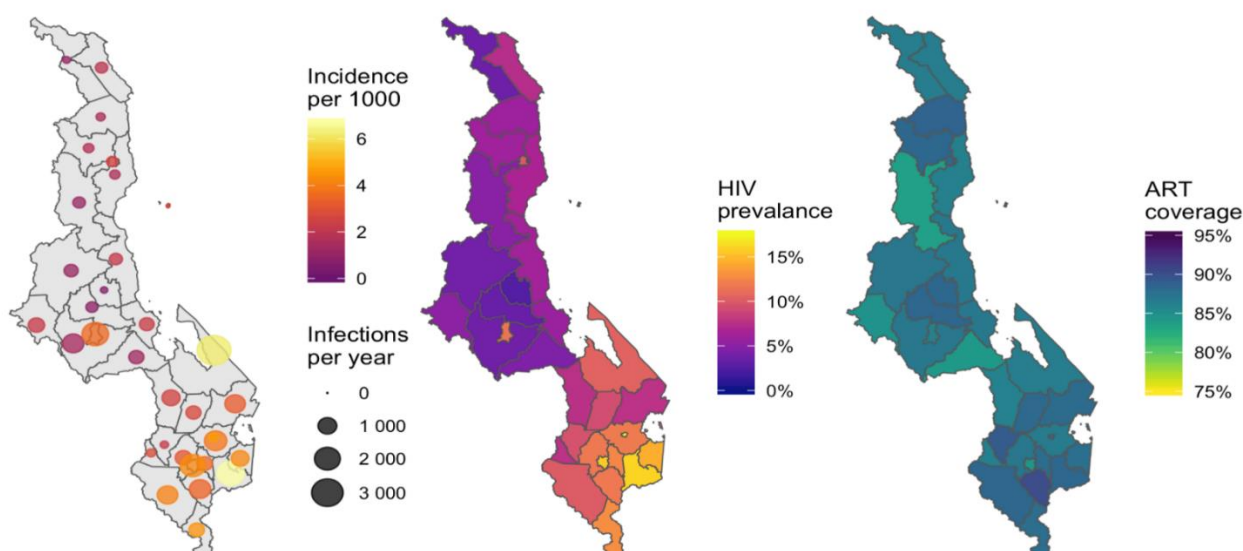 Incidence
per 1000
6
4
2
0
Infections
per year
0
1 000
2 000
3 000
HIV
prevalance
15%
10%
5%
0%
ART
coverage
95%
90%
85%
80%
75%